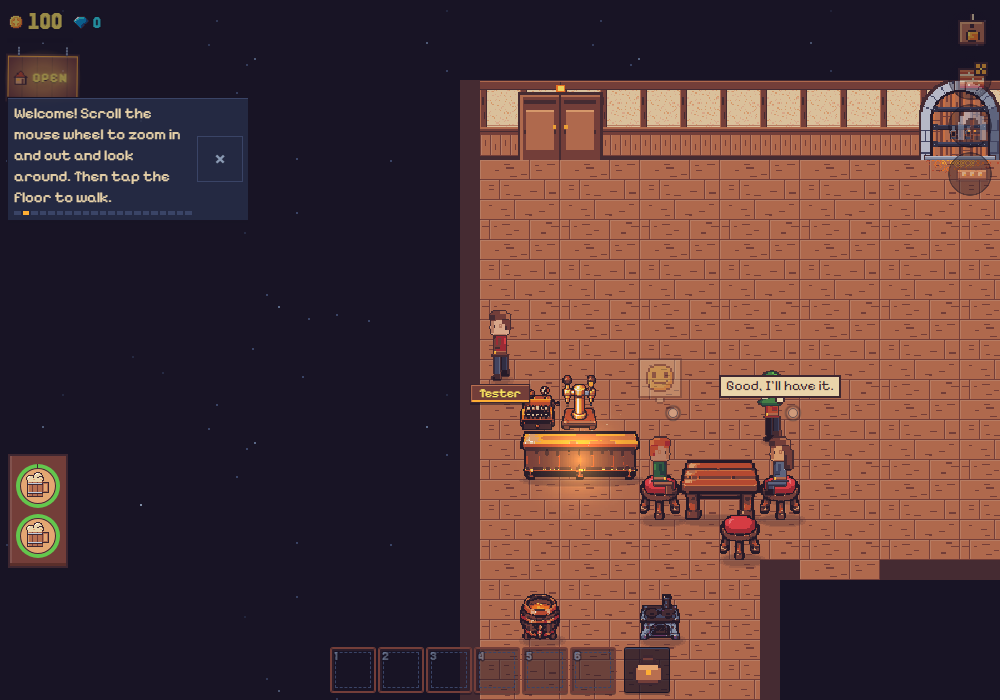 100 0
OPEN
Welcome! Scroll the
mouse wheel to zoom in
and out and look
around. Then tap the
floor to walk.
Good, I'll have it.
Tester
1 2 3 4 5 6